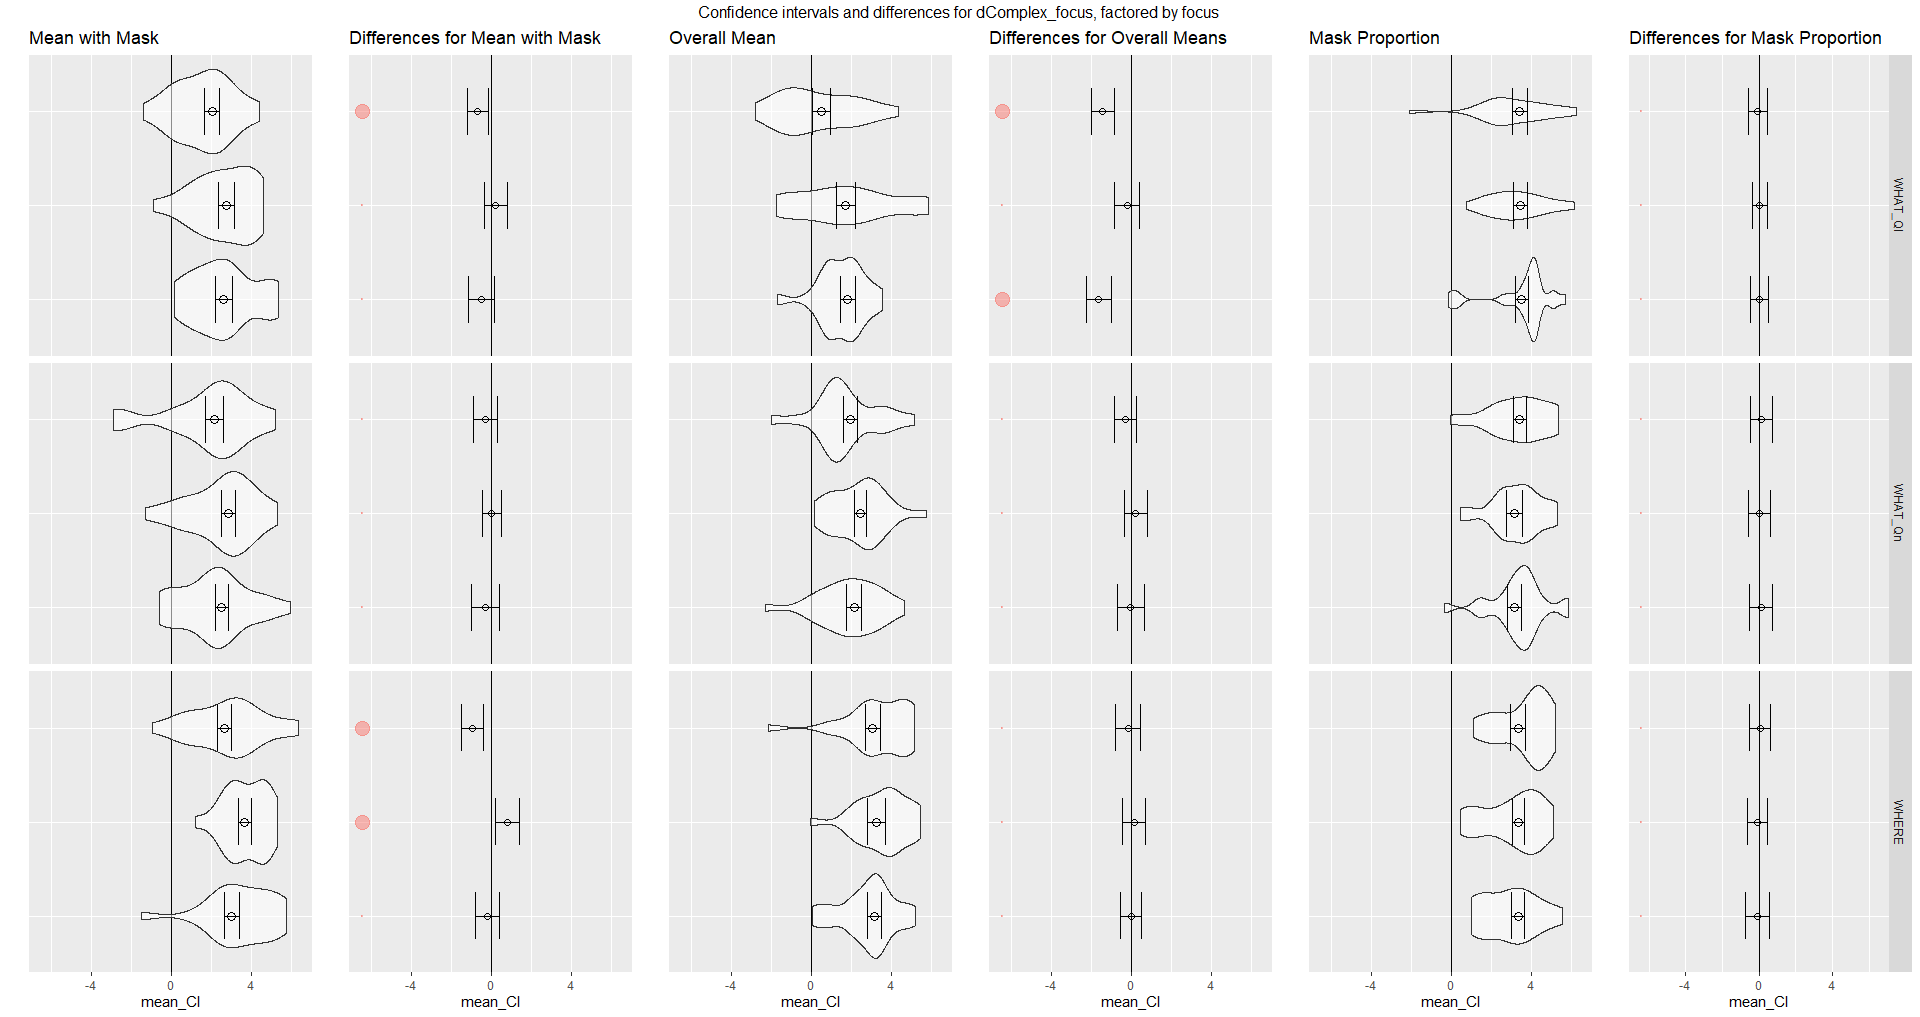 Confidence intervals and differences for dComplex_focus, factored by focus
Mean with Mask
Differences for Mean with Mask
Overall Mean
Differences for Overall Means
Mask Proportion
Differences for Mask Proportion
WHAT_Ql
WHAT_Qn
WHERE
-4 0 4
-4 0 4
-4 0 4
-4 0 4
-4 0 4
-4 0 4
mean_CI
mean_CI
mean_CI
mean_CI
mean_CI
mean_CI